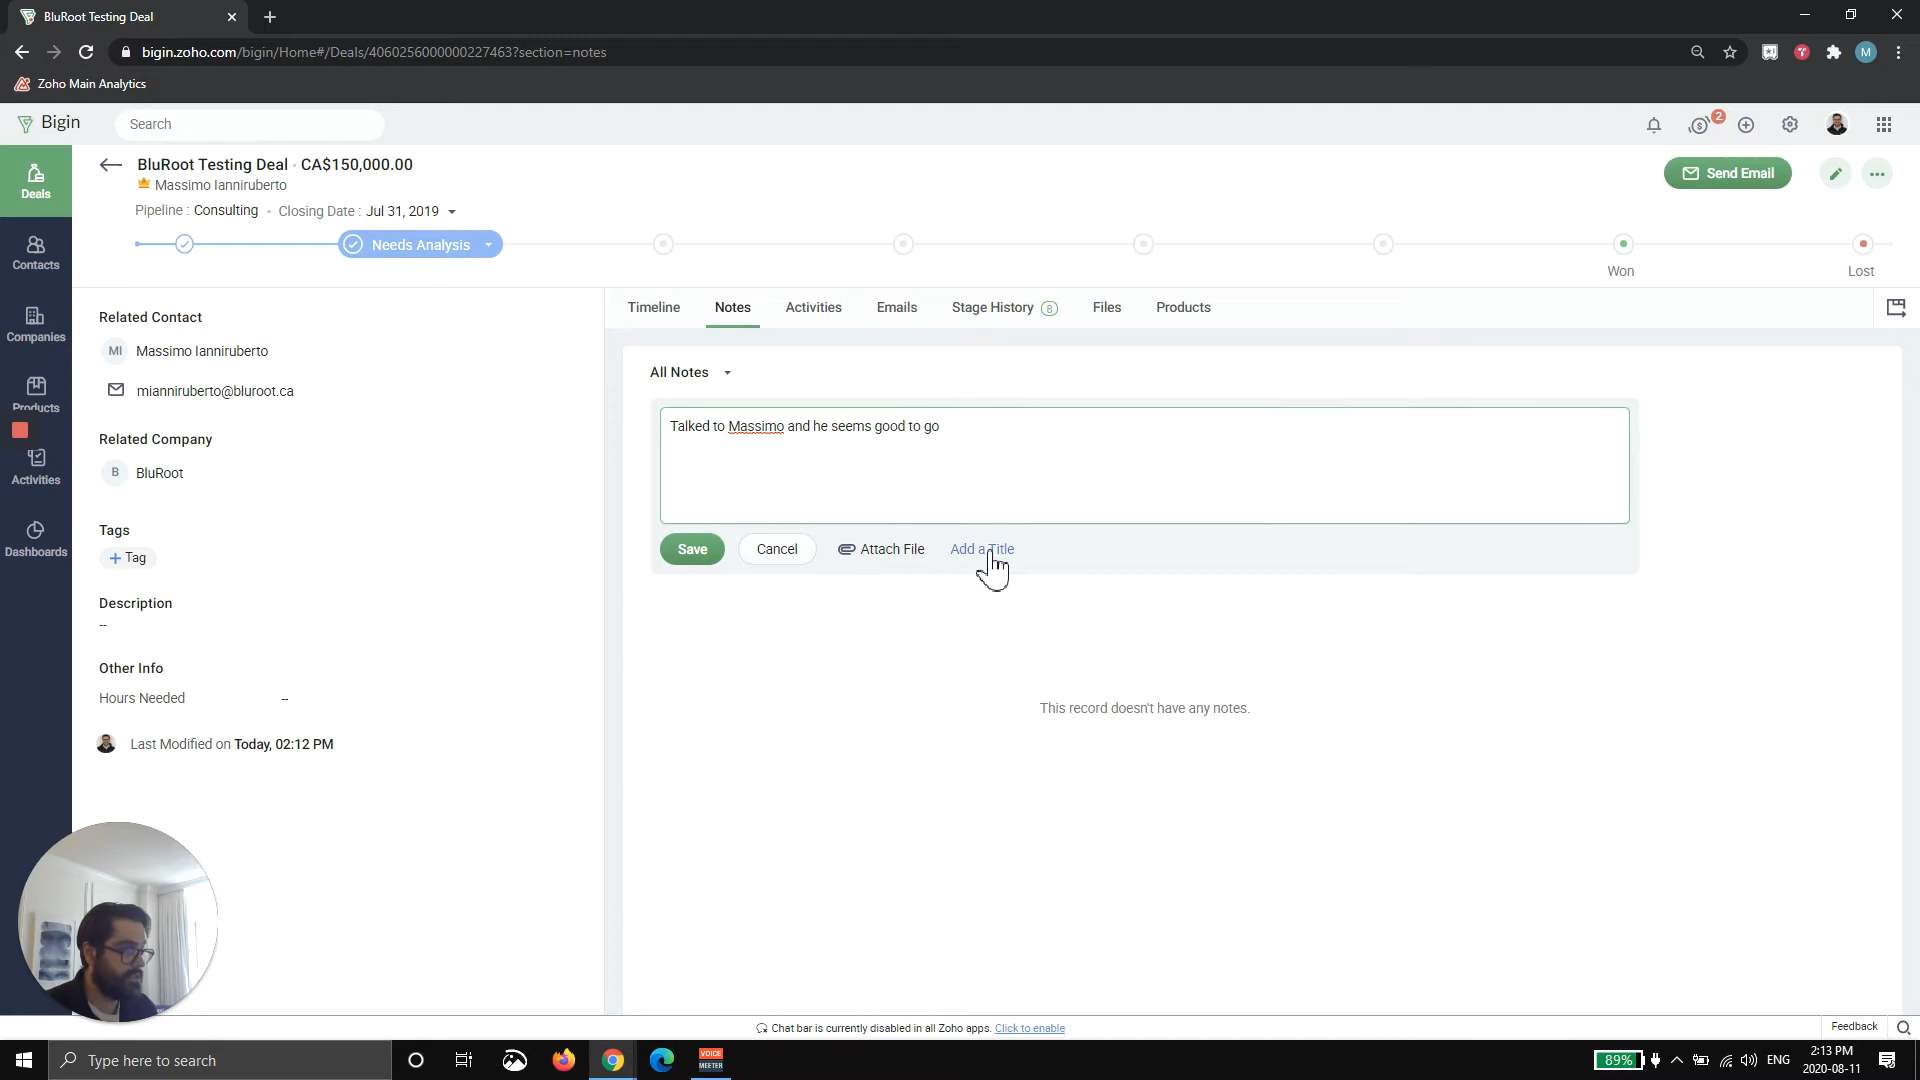 BluRoot Testing Deal
bigin.zoho.com/bigin/Home#/Deals/4060256000000227463?section=notes
M
Zoho Main Analytics
Bigin
Search
2
Deals
Contacts
Companies
Products
Activities
Dashboards
BluRoot Testing Deal · CA$150,000.00
Massimo Ianniruberto
Pipeline : Consulting • Closing Date : Jul 31, 2019
Send Email
Needs Analysis
Won
Lost
Related Contact
MI Massimo Ianniruberto
mianniruberto@bluroot.ca
Related Company
B BluRoot
Tags
+ Tag
Description
--
Other Info
Hours Needed --
Last Modified on Today, 02:12 PM
Timeline Notes Activities Emails Stage History 8 Files Products
All Notes
Talked to Massimo and he seems good to go
Save Cancel Attach File Add a Title
This record doesn't have any notes.
Chat bar is currently disabled in all Zoho apps. Click to enable
Feedback
Type here to search
VOICE
MEETER
89%
ENG
2:13 PM
2020-08-11